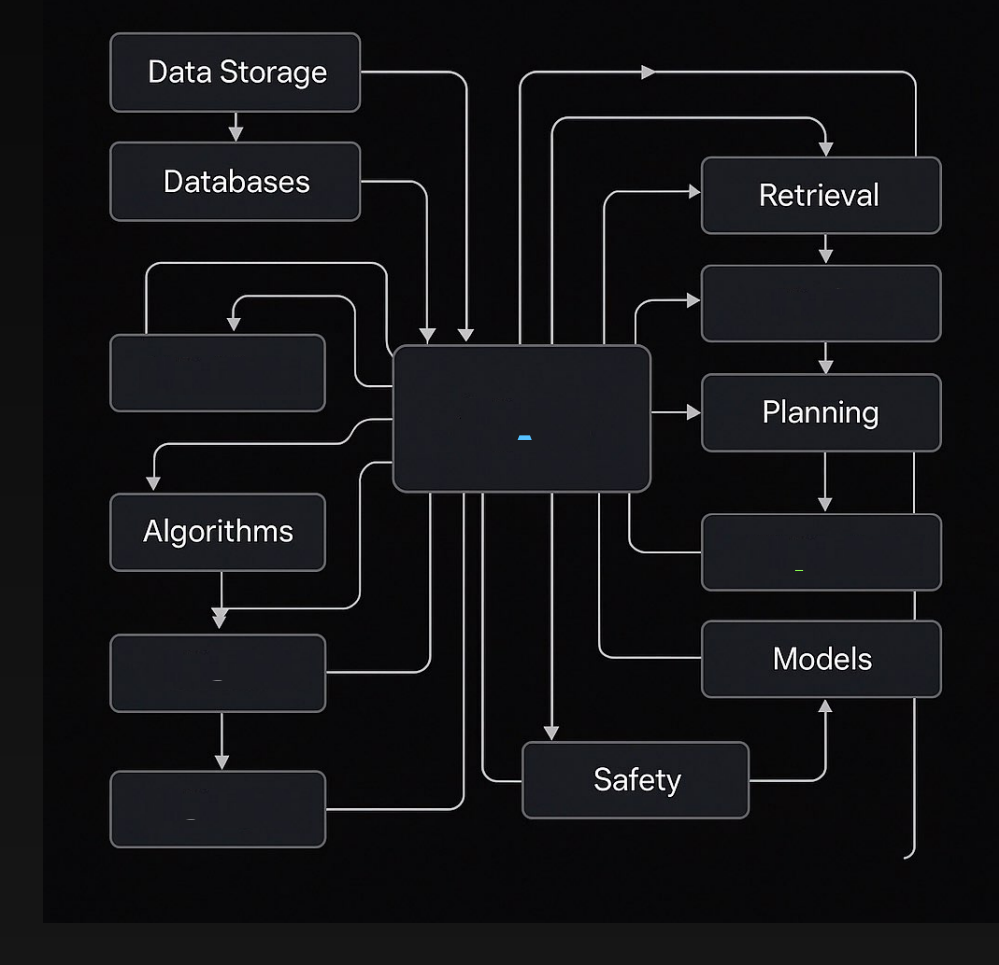 Data Storage
Databases
Retrieval
Planning
Algorithms
Models
Safety